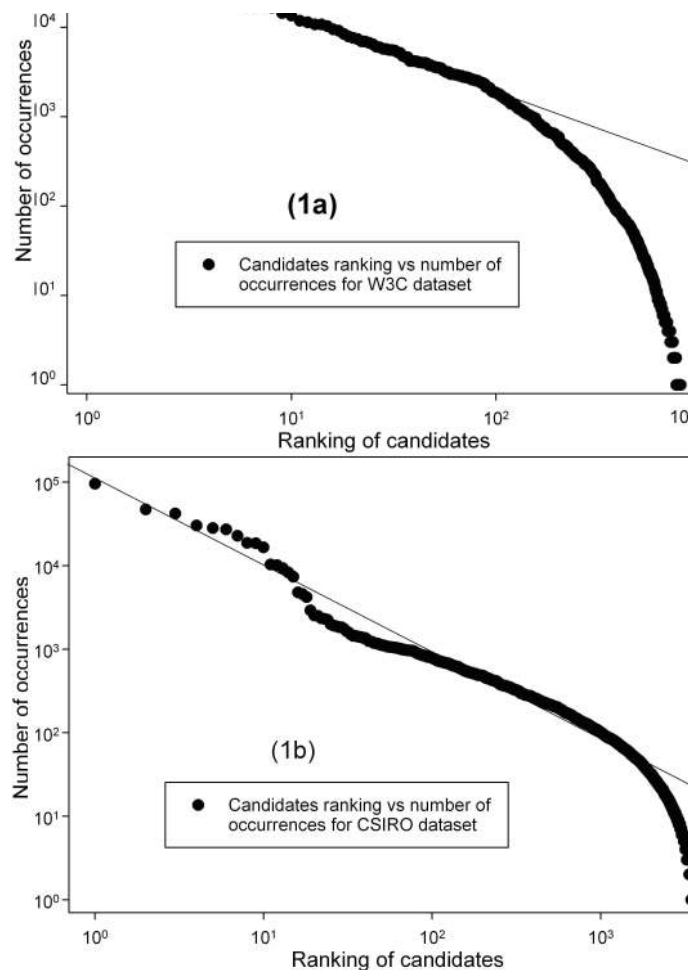 10⁴
10³
10²
10¹
10⁰
Number of occurrences
(1a)
Candidates ranking vs number of
occurrences for W3C dataset
10⁰
10¹
10²
10
Ranking of candidates
10⁵
10⁴
10³
10²
10¹
10⁰
Number of occurrences
(1b)
Candidates ranking vs number of
occurrences for CSIRO dataset
10⁰
10¹
10²
10³
Ranking of candidates